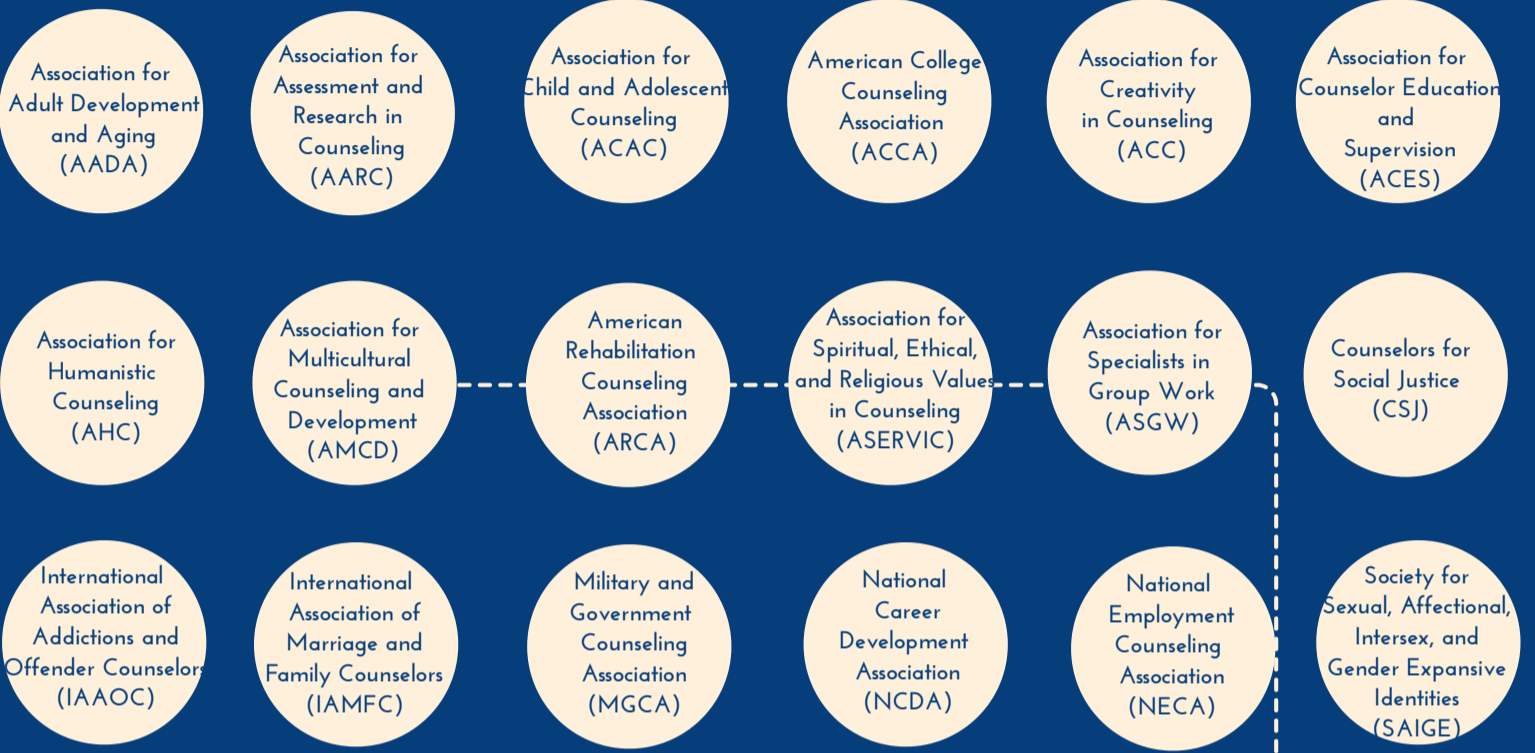 Association for
Adult Development
and Aging
(AADA)
Association for
Assessment and
Research in
Counseling
(AARC)
Association for
Child and Adolescent
Counseling
(ACAC)
American College
Counseling
Association
(ACCA)
Association for
Creativity
in Counseling
(ACC)
Association for
Counselor Education
and
Supervision
(ACES)
Association for
Humanistic
Counseling
(AHC)
Association for
Multicultural
Counseling and
Development
(AMCD)
American
Rehabilitation
Counseling
Association
(ARCA)
Association for
Spiritual, Ethical,
and Religious Values
in Counseling
(ASERVIC)
Association for
Specialists in
Group Work
(ASGW)
Counselors for
Social Justice
(CSJ)
International
Association of
Addictions and
Offender Counselors
(IAAOC)
International
Association of
Marriage and
Family Counselors
(IAMFC)
Military and
Government
Counseling
Association
(MGCA)
National
Career
Development
Association
(NCDA)
National
Employment
Counseling
Association
(NECA)
Society for
Sexual, Affectional,
Intersex, and
Gender Expansive
Identities
(SAIGE)